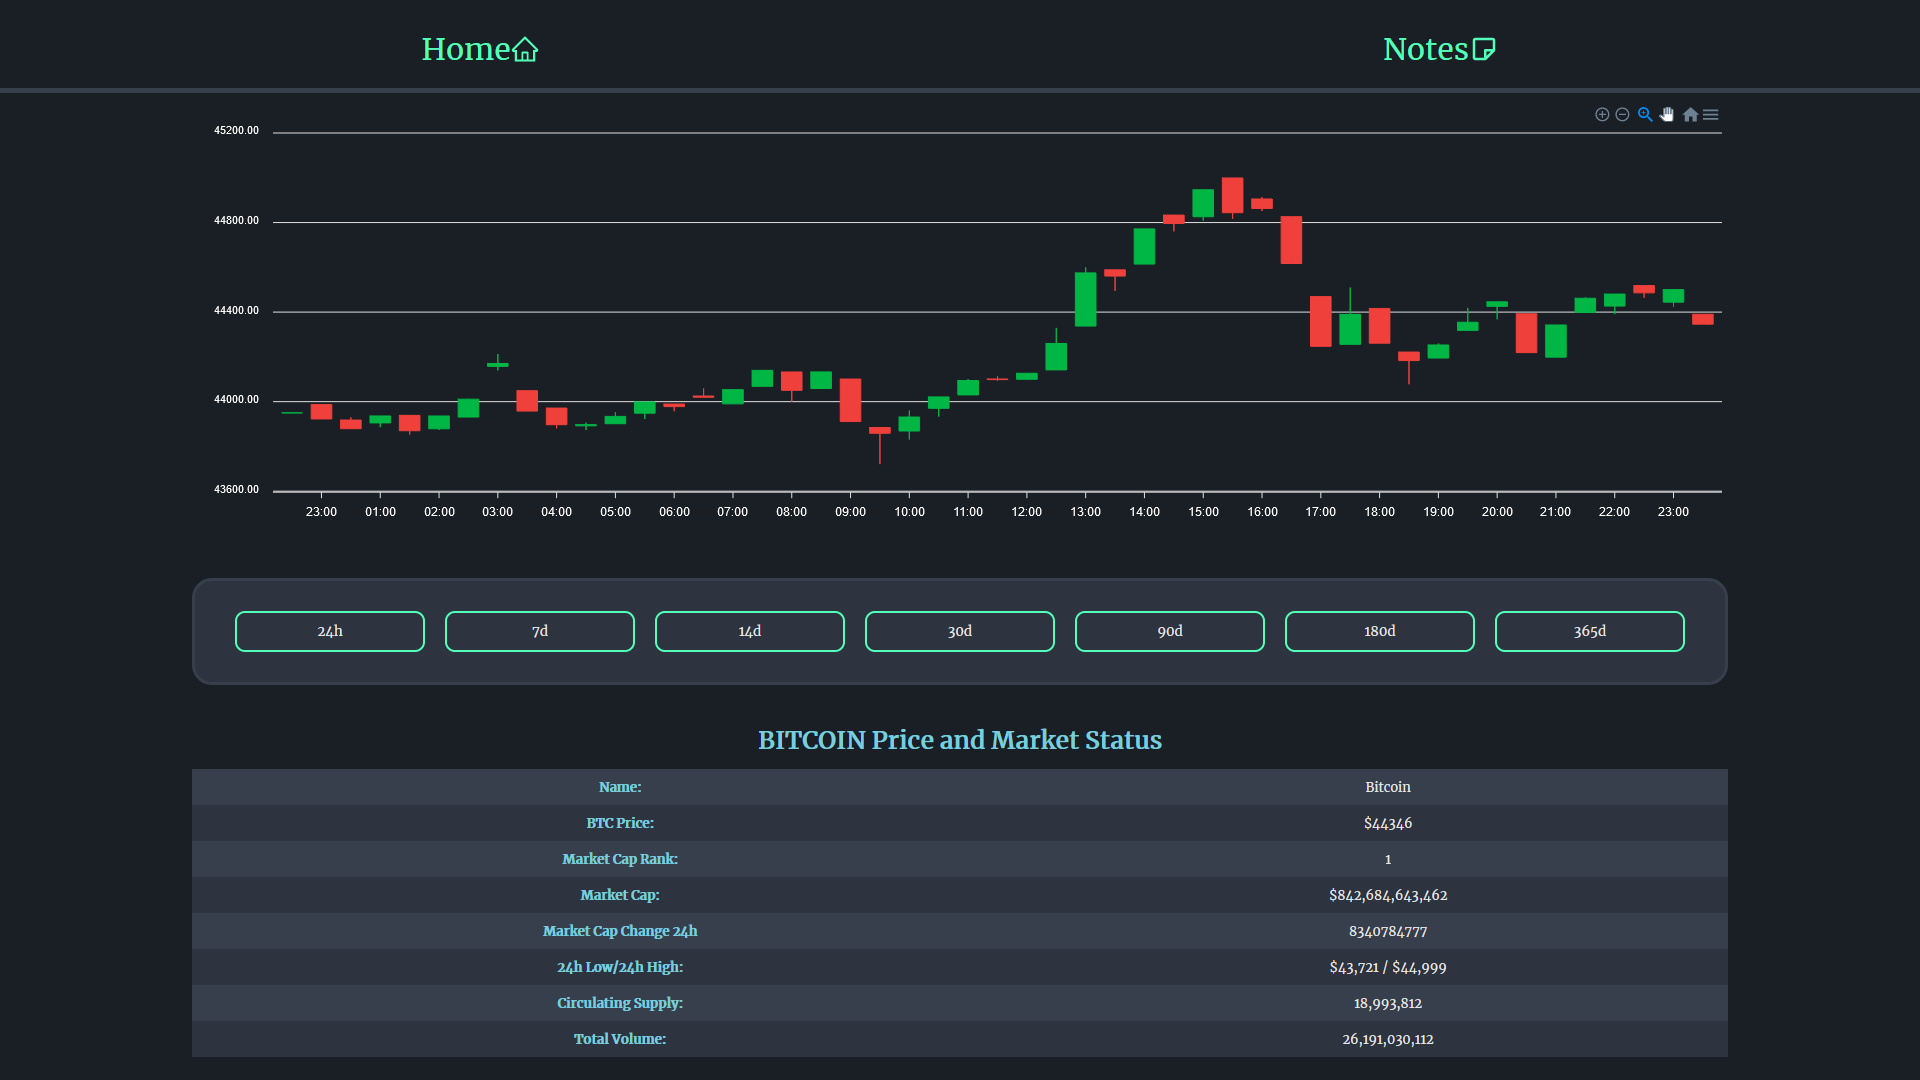 Home Notes
45200.00
44800.00
44400.00
44000.00
43600.00
23:00 01:00 02:00 03:00 04:00 05:00 06:00 07:00 08:00 09:00 10:00 11:00 12:00 13:00 14:00 15:00 16:00 17:00 18:00 19:00 20:00 21:00 22:00 23:00
24h 7d 14d 30d 90d 180d 365d
BITCOIN Price and Market Status
Name: Bitcoin
BTC Price: $44346
Market Cap Rank: 1
Market Cap: $842,684,643,462
Market Cap Change 24h 8340784777
24h Low/24h High: $43,721 / $44,999
Circulating Supply: 18,993,812
Total Volume: 26,191,030,112